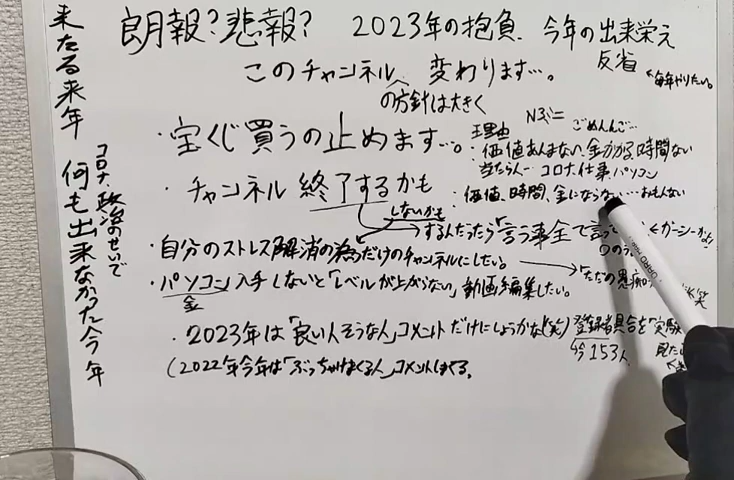 朗報?悲報? 2023年の抱負、今年の出来栄え
反省 ←毎年やりたい。
このチャンネルの方針は大きく変わります…。
・宝くじ買うの止めます…。
理由 ごめんんご…
:価値あんまない、金かかる、時間ない
当たらん… コロナ、仕事、パソコン
・チャンネル終了するかも
:価値、時間、金にならない…おもんない
しないかも
するんだったら「言う事全て言っ
・自分のストレス解消の為だけのチャンネルにしたい。
「ただの愚痴
・パソコン入手しないと「レベルが上がらない」動画編集したい。
金
笑
・2023年は「良い人そうな人」コメントだけにしようかな(笑) 登録者具合を「実験
今153人
(2022年今年は「ぶっちゃけまくる人」コメントしまくる。
来たる来年 何も出来なかった今年
コロナ、政治のせいで